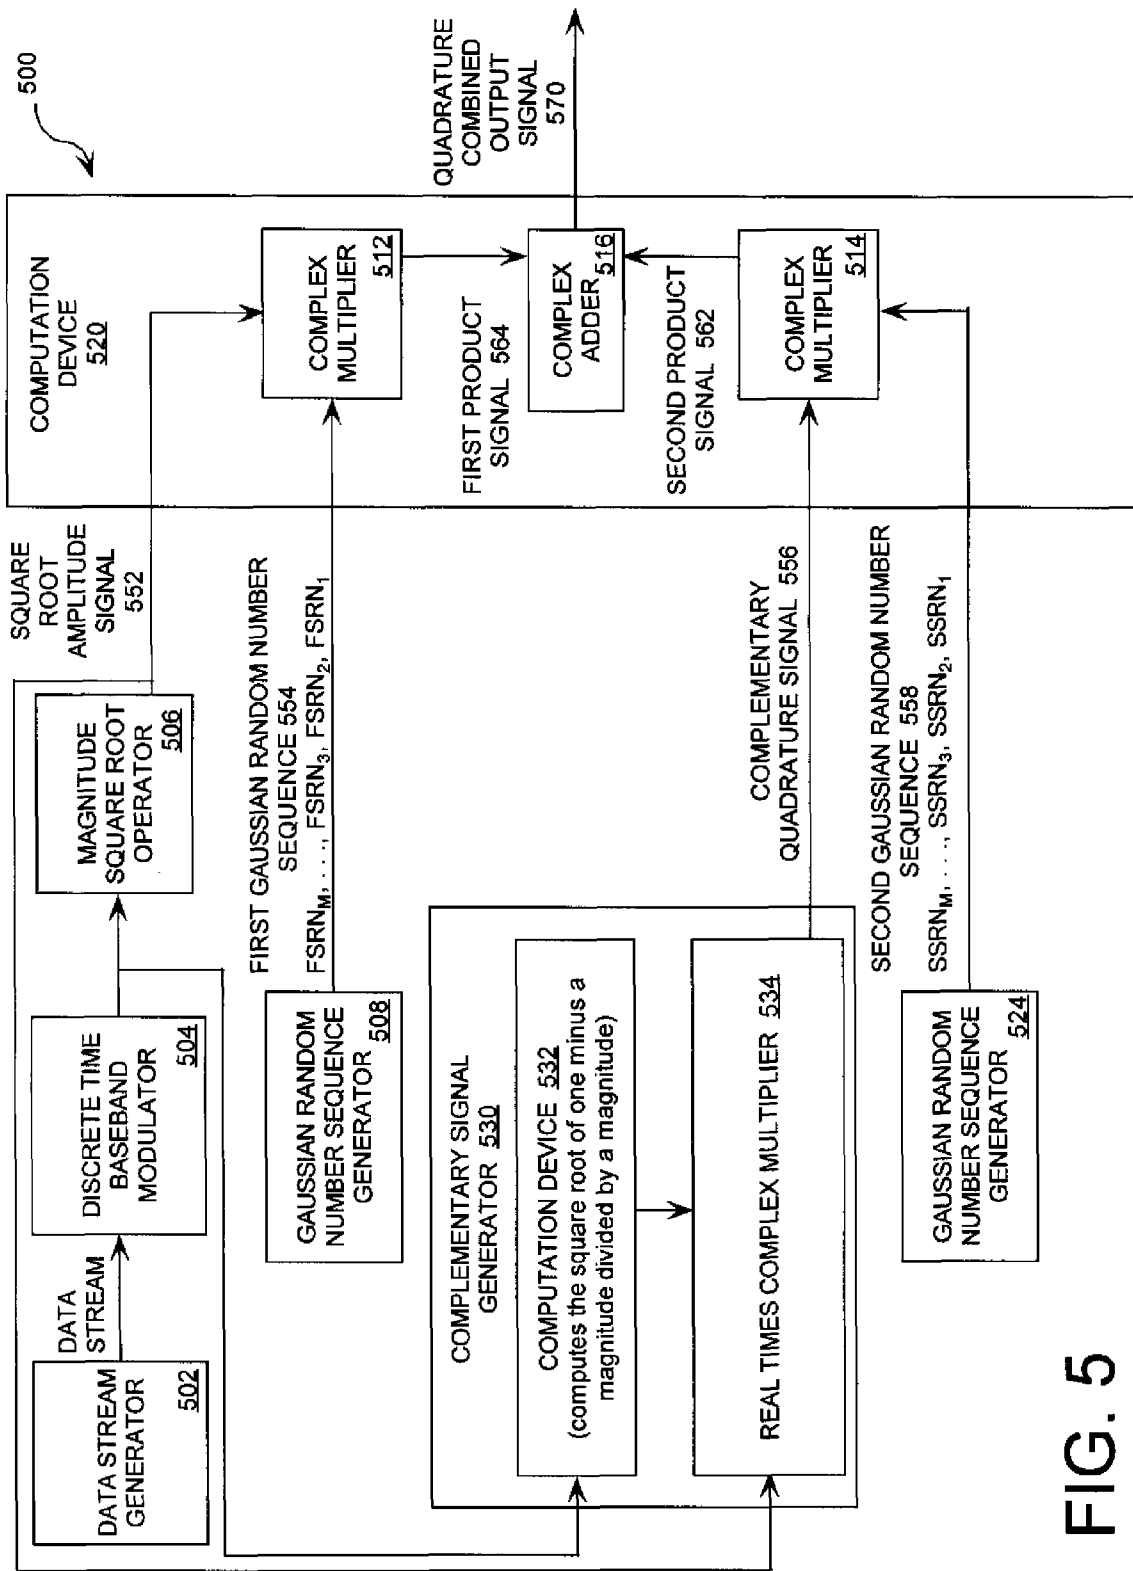 500
DATA STREAM
GENERATOR
502
DATA
STREAM
DISCRETE TIME
BASEBAND
MODULATOR
504
MAGNITUDE
SQUARE ROOT
OPERATOR
506
SQUARE
ROOT
AMPLITUDE
SIGNAL
552
COMPUTATION
DEVICE
520
GAUSSIAN RANDOM
NUMBER SEQUENCE
GENERATOR 508
FIRST GAUSSIAN RANDOM NUMBER
SEQUENCE 554
FSRN_M, . . ., FSRN_3, FSRN_2, FSRN_1
COMPLEX
MULTIPLIER
512
FIRST PRODUCT
SIGNAL 564
COMPLEX
ADDER
516
QUADRATURE
COMBINED
OUTPUT
SIGNAL
570
SECOND PRODUCT
SIGNAL 562
COMPLEX
MULTIPLIER
514
COMPLEMENTARY SIGNAL
GENERATOR 530
COMPUTATION DEVICE 532
(computes the square root of one minus a
magnitude divided by a magnitude)
REAL TIMES COMPLEX MULTIPLIER 534
COMPLEMENTARY
QUADRATURE SIGNAL 556
GAUSSIAN RANDOM
NUMBER SEQUENCE
GENERATOR 524
SECOND GAUSSIAN RANDOM NUMBER
SEQUENCE 558
SSRN_M, . . ., SSRN_3, SSRN_2, SSRN_1
FIG. 5